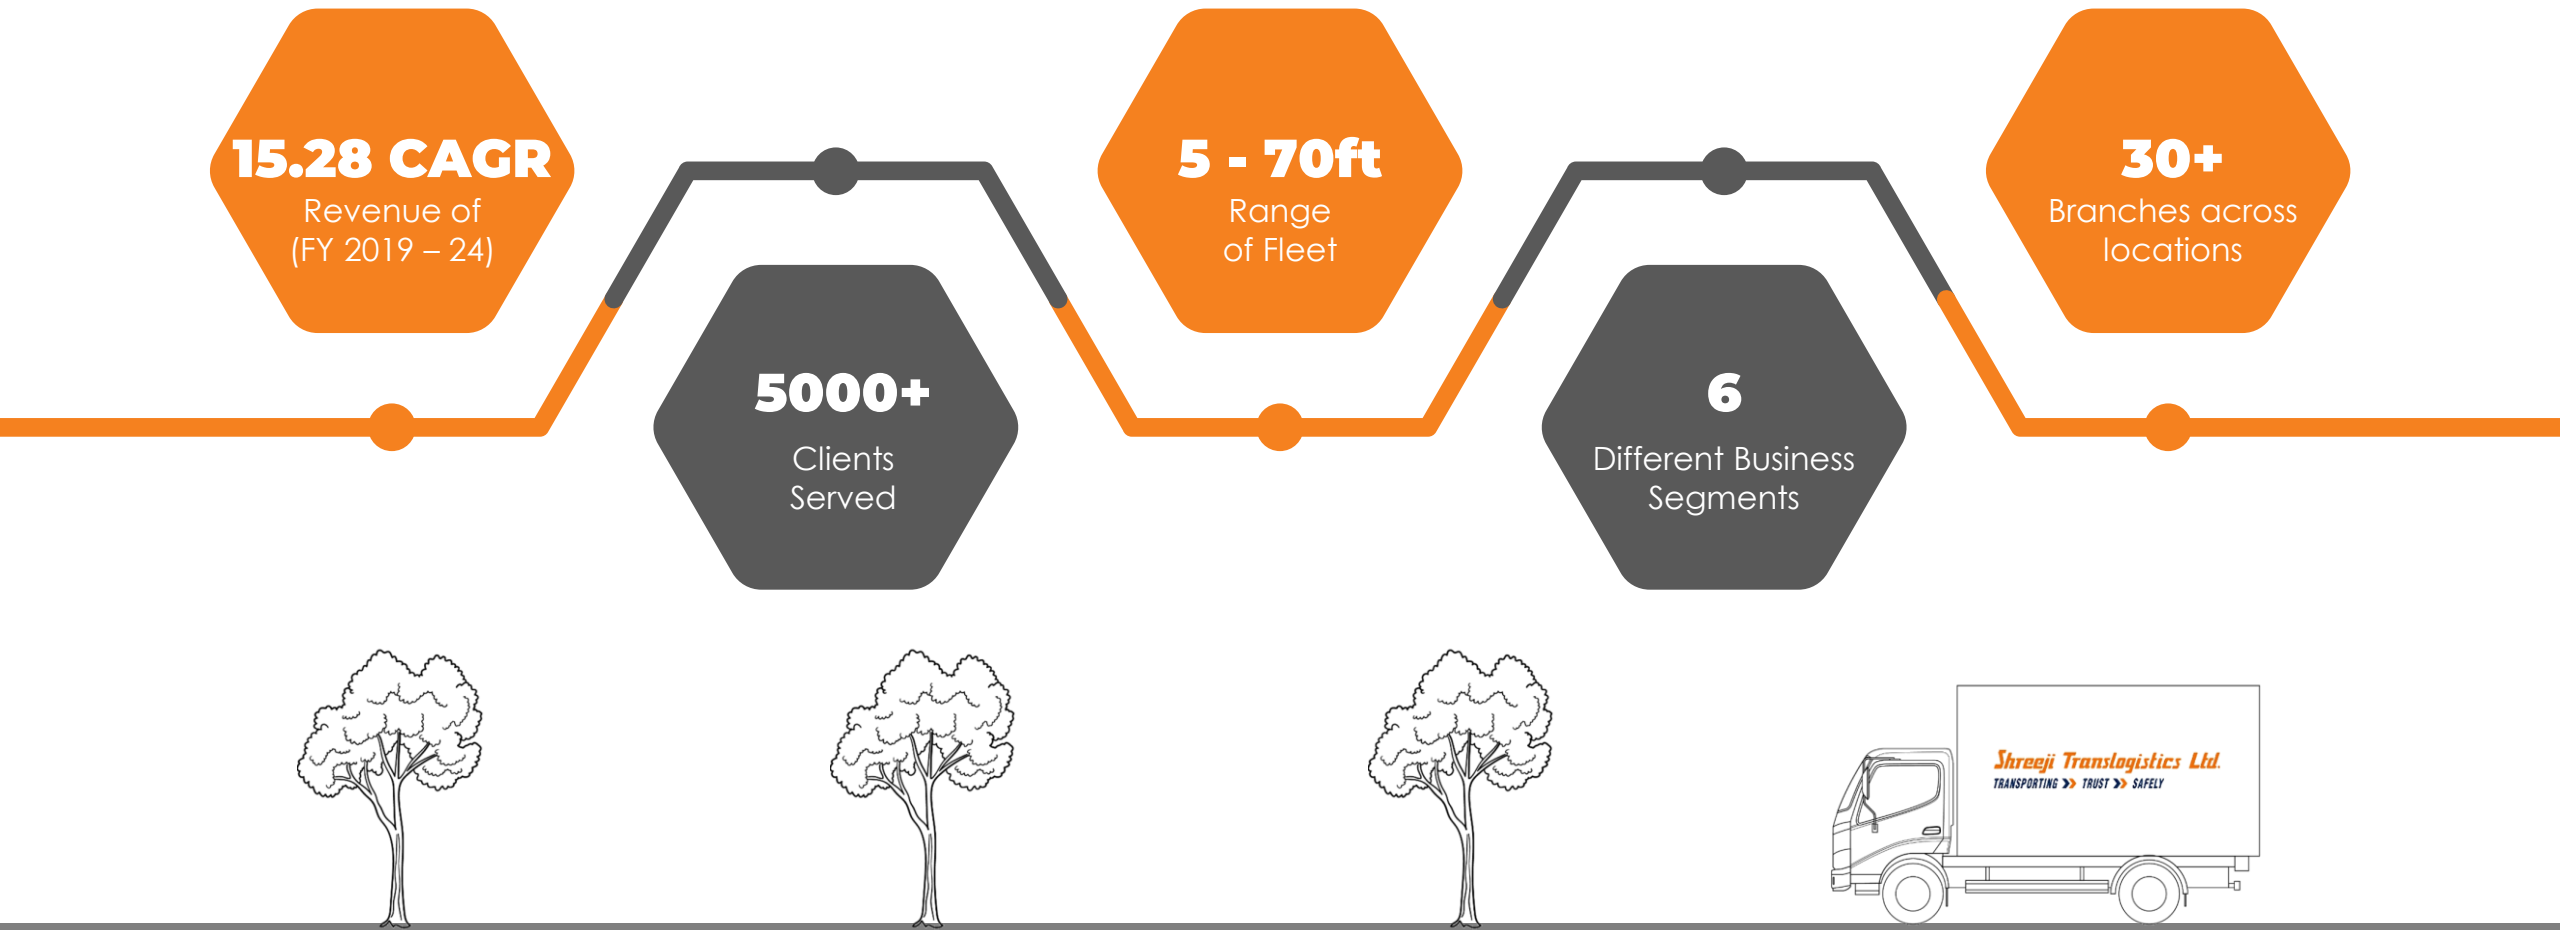 15.28 CAGR
Revenue of
(FY 2019 – 24)
5000+
Clients
Served
5 - 70ft
Range
of Fleet
6
Different Business
Segments
30+
Branches across
locations
Shreeji Translogistics Ltd.
TRANSPORTING >> TRUST >> SAFELY